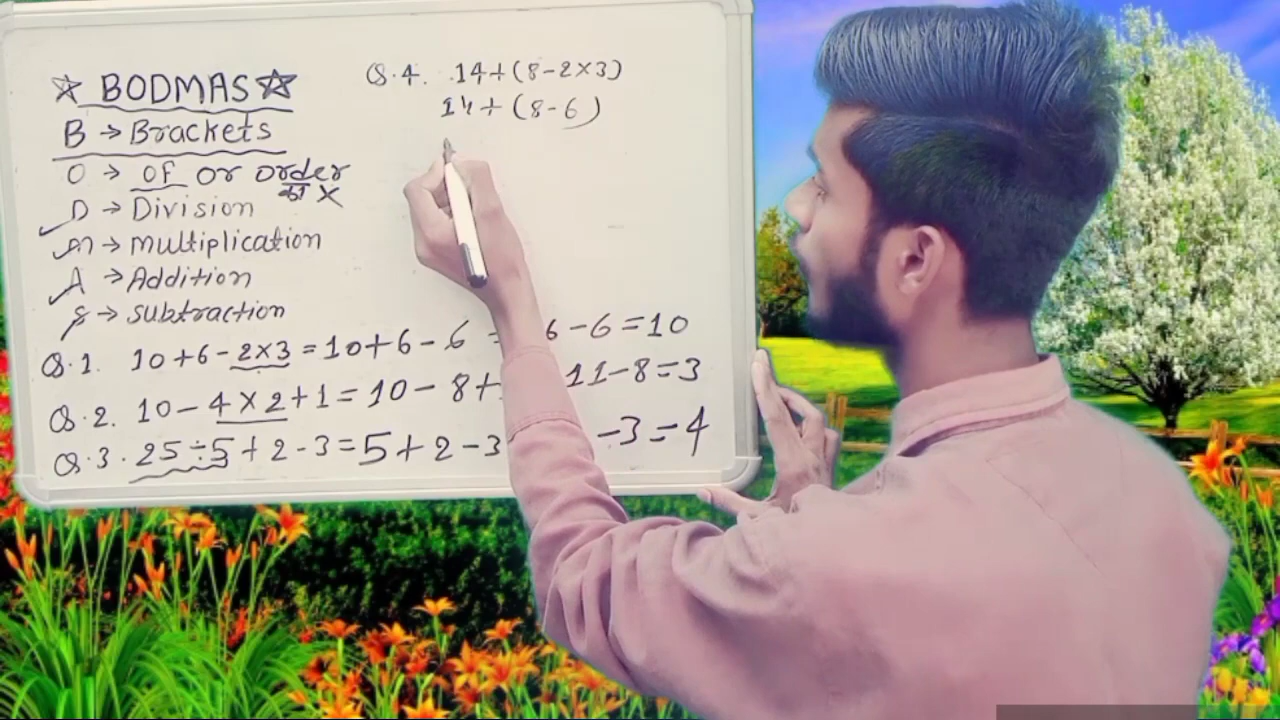 ☆ BODMAS ☆
B → Brackets
O → OF or order
D → Division
M → multiplication
A → Addition
S → subtraction
Q.1. 10+6-2×3=10+6-6 = 6-6=10
Q.2. 10-4×2+1=10-8+ 11-8=3
Q.3. 25÷5+2-3=5+2-3 -3=4
Q.4. 14+(8-2×3)
14+(8-6)